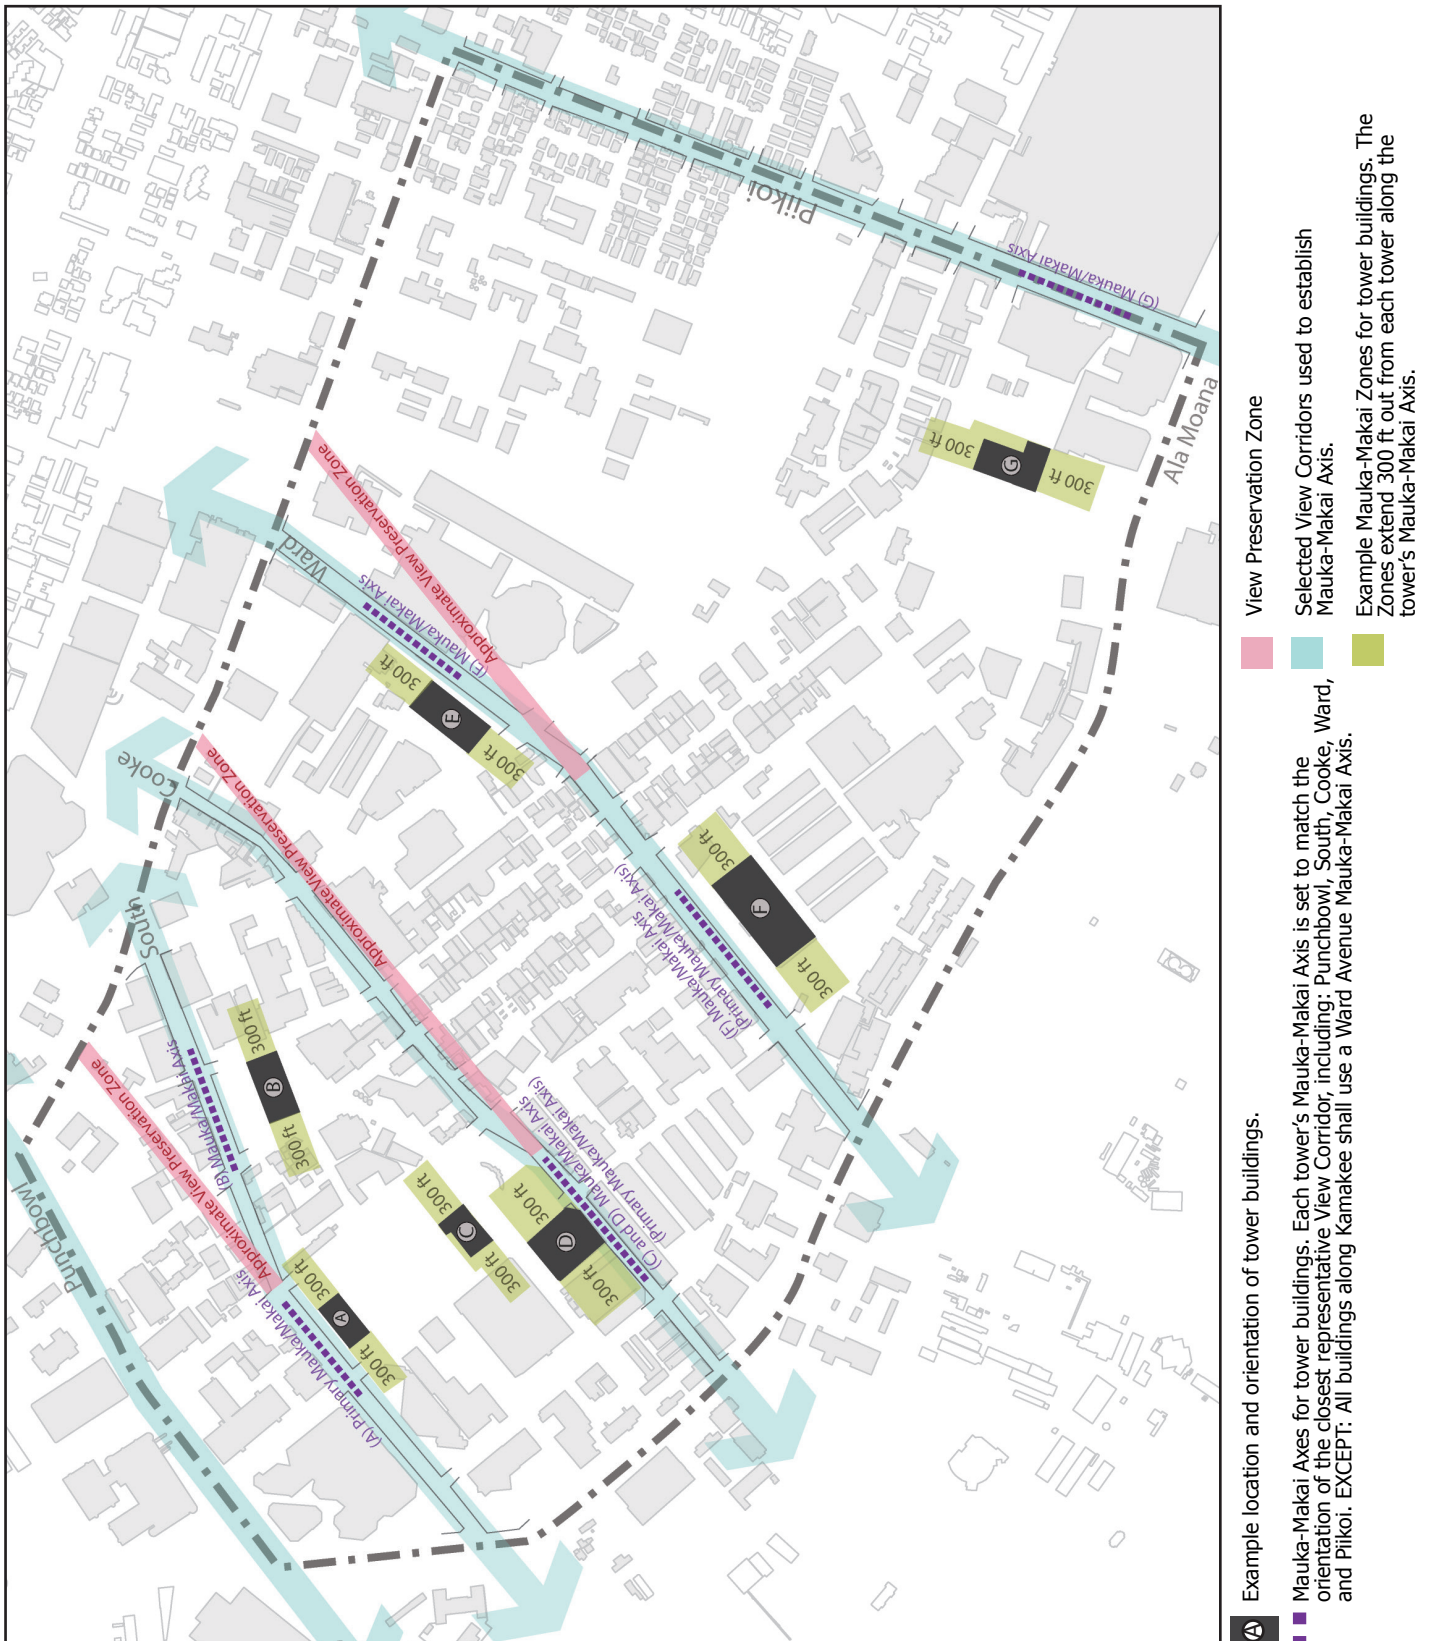 Punchbowl
South
Cooke
Ward
Piikoi
Ala Moana
Approximate View Preservation Zone
Approximate View Preservation Zone
Approximate View Preservation Zone
(A) Primary Mauka/Makai Axis
(B) Mauka/Makai Axis
(C) and D) Mauka/Makai Axis
(Primary Mauka/Makai Axis)
(E) Mauka/Makai Axis
(F) Mauka/Makai Axis
(Primary Mauka/Makai Axis)
(G) Mauka/Makai Axis
300 ft
A
300 ft
300 ft
B
300 ft
300 ft
C
300 ft
300 ft
D
300 ft
300 ft
E
300 ft
300 ft
F
300 ft
300 ft
G
300 ft
A
Example location and orientation of tower buildings.
Mauka-Makai Axes for tower buildings. Each tower's Mauka-Makai Axis is set to match the
orientation of the closest representative View Corridor, including: Punchbowl, South, Cooke, Ward,
and Piikoi. EXCEPT: All buildings along Kamakee shall use a Ward Avenue Mauka-Makai Axis.
View Preservation Zone
Selected View Corridors used to establish
Mauka-Makai Axis.
Example Mauka-Makai Zones for tower buildings. The
Zones extend 300 ft out from each tower along the
tower's Mauka-Makai Axis.